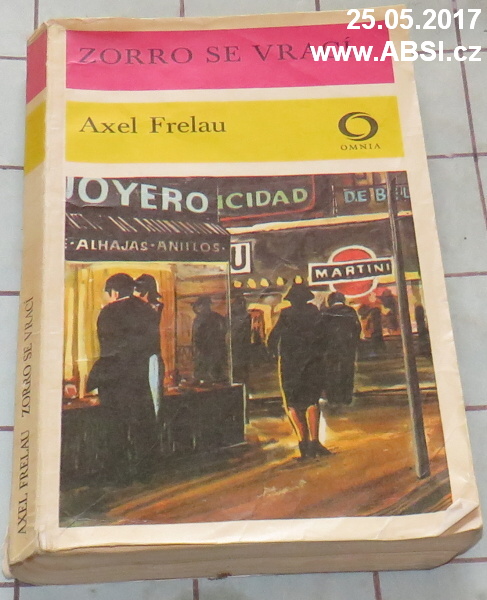 25.05.2017
www.ABSI.cz
ZORRO SE VRACÍ
Axel Frelau
OMNIA
JOYERO
ICIDAD
DE BE
E-ALHAJAS-ANILLOS-
U
MARTINI
AXEL FRELAU ZORRO SE VRACÍ